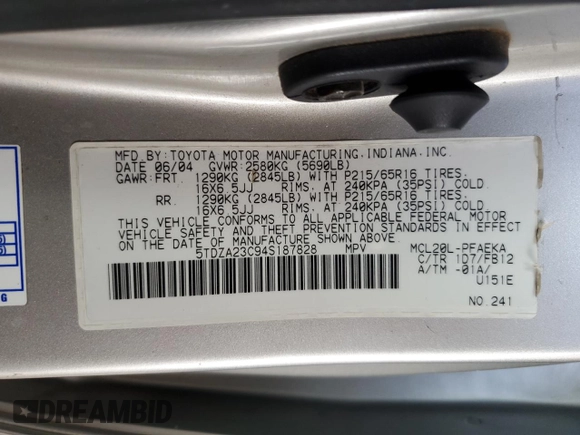 MFD.BY:TOYOTA MOTOR MANUFACTURING,INDIANA,INC.
DATE 06/04 GVWR:2580KG (5690LB)
GAWR:FRT. 1290KG (2845LB) WITH P215/65R16 TIRES,
16X6.5JJ RIMS, AT 240KPA (35PSI) COLD.
RR. 1290KG (2845LB) WITH P215/65R16 TIRES,
16X6.5JJ RIMS, AT 240KPA (35PSI) COLD.
THIS VEHICLE CONFORMS TO ALL APPLICABLE FEDERAL MOTOR
VEHICLE SAFETY AND THEFT PREVENTION STANDARDS IN EFFECT
ON THE DATE OF MANUFACTURE SHOWN ABOVE.
5TDZA23C94S187828 MPV MCL20L-PFAEKA
C/TR 1D7/FB12
A/TM -01A/
U151E
NO.241
G
DREAMBID